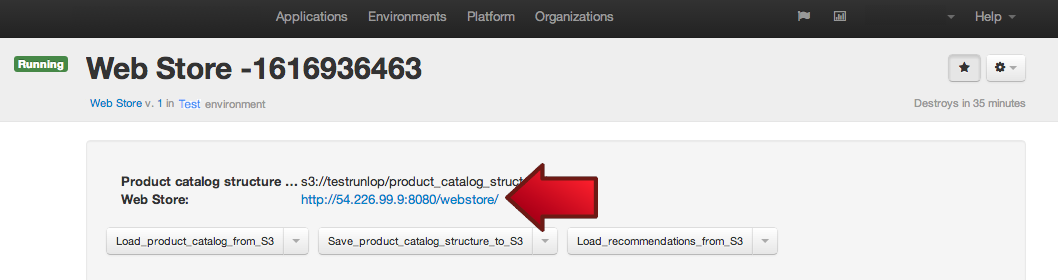 Applications Environments Platform Organizations Help
Running
Web Store -1616936463
Web Store v. 1 in Test environment
Destroys in 35 minutes
Product catalog structure ... s3://testrunlop/product_catalog_struct
Web Store: http://54.226.99.9:8080/webstore/
Load_product_catalog_from_S3 Save_product_catalog_structure_to_S3 Load_recommendations_from_S3